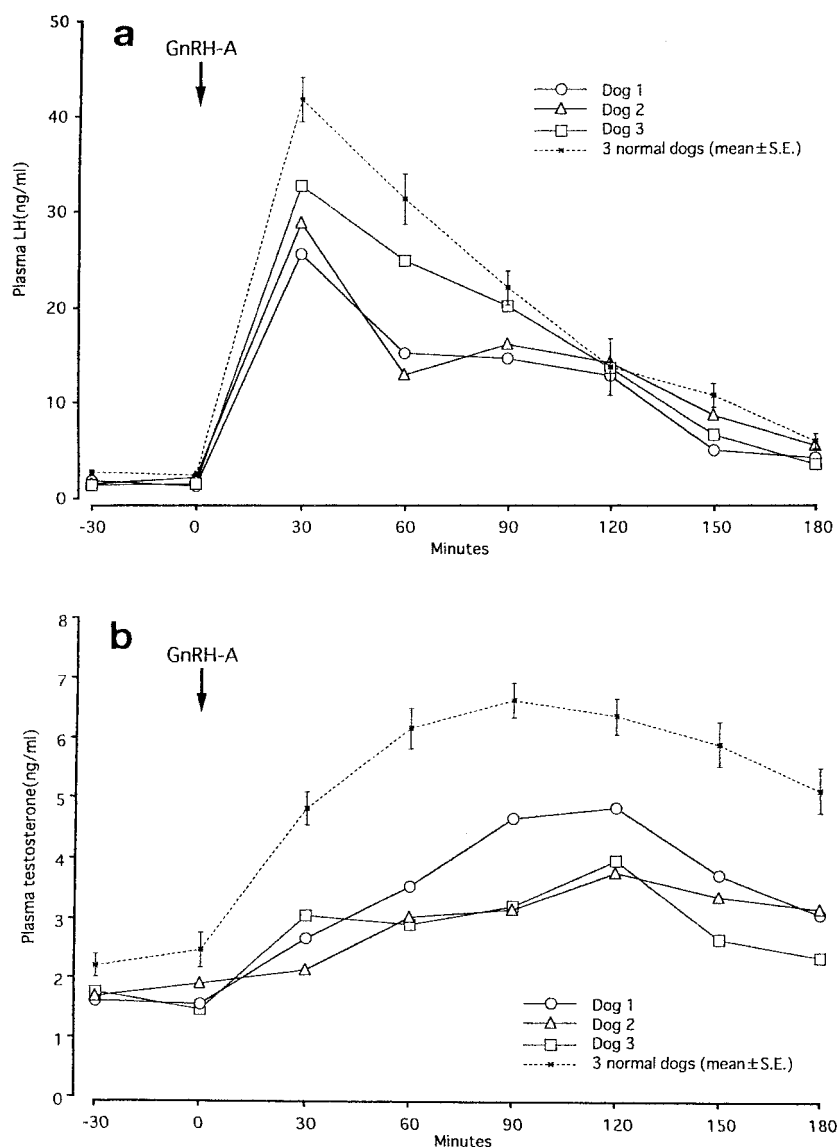 a
50
40
30
20
10
0
Plasma LH(ng/ml)
GnRH-A
Dog 1
Dog 2
Dog 3
3 normal dogs (mean±S.E.)
-30 0 30 60 90 120 150 180
Minutes
b
8
7
6
5
4
3
2
1
0
Plasma testosterone(ng/ml)
GnRH-A
Dog 1
Dog 2
Dog 3
3 normal dogs (mean±S.E.)
-30 0 30 60 90 120 150 180
Minutes